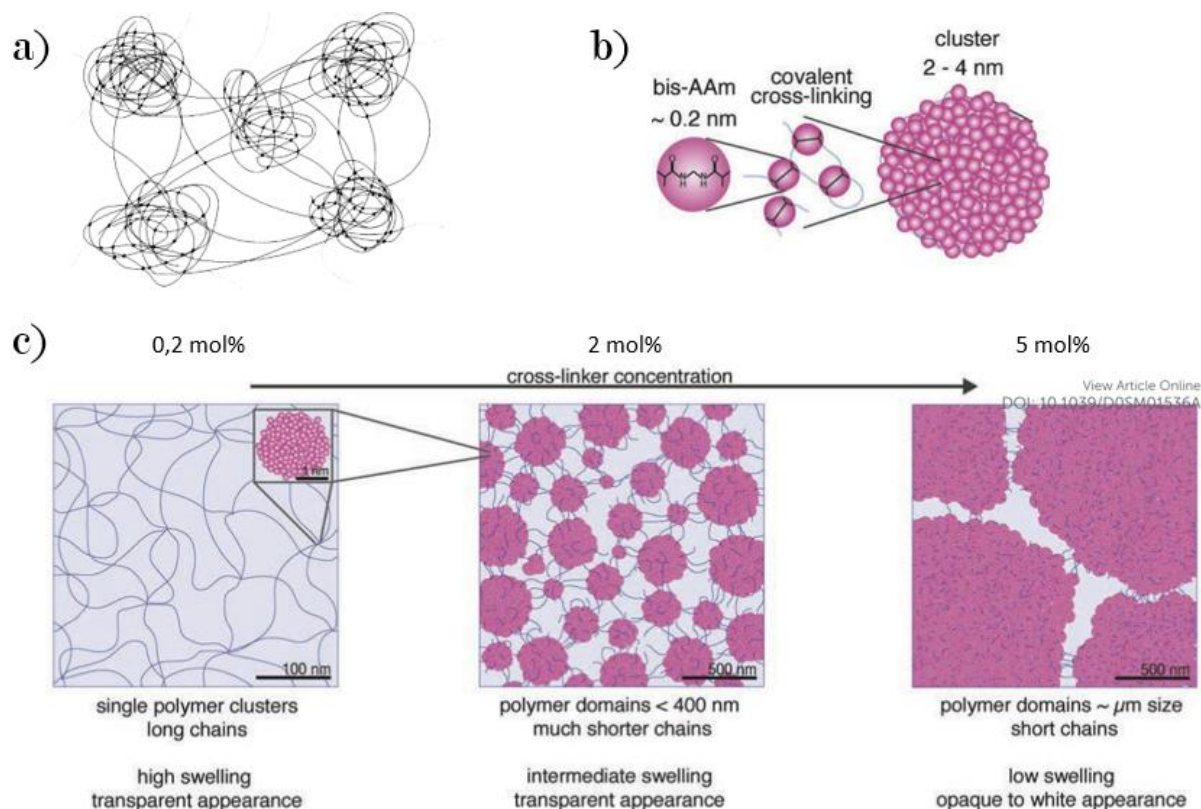 a)
b)
bis-AAm
~ 0.2 nm
covalent
cross-linking
cluster
2 - 4 nm
c)
0,2 mol%
2 mol%
5 mol%
cross-linker concentration
View Article Online
DOI: 10.1039/D0SM01536A
1 nm
100 nm
500 nm
500 nm
single polymer clusters
long chains
high swelling
transparent appearance
polymer domains < 400 nm
much shorter chains
intermediate swelling
transparent appearance
polymer domains ~ µm size
short chains
low swelling
opaque to white appearance